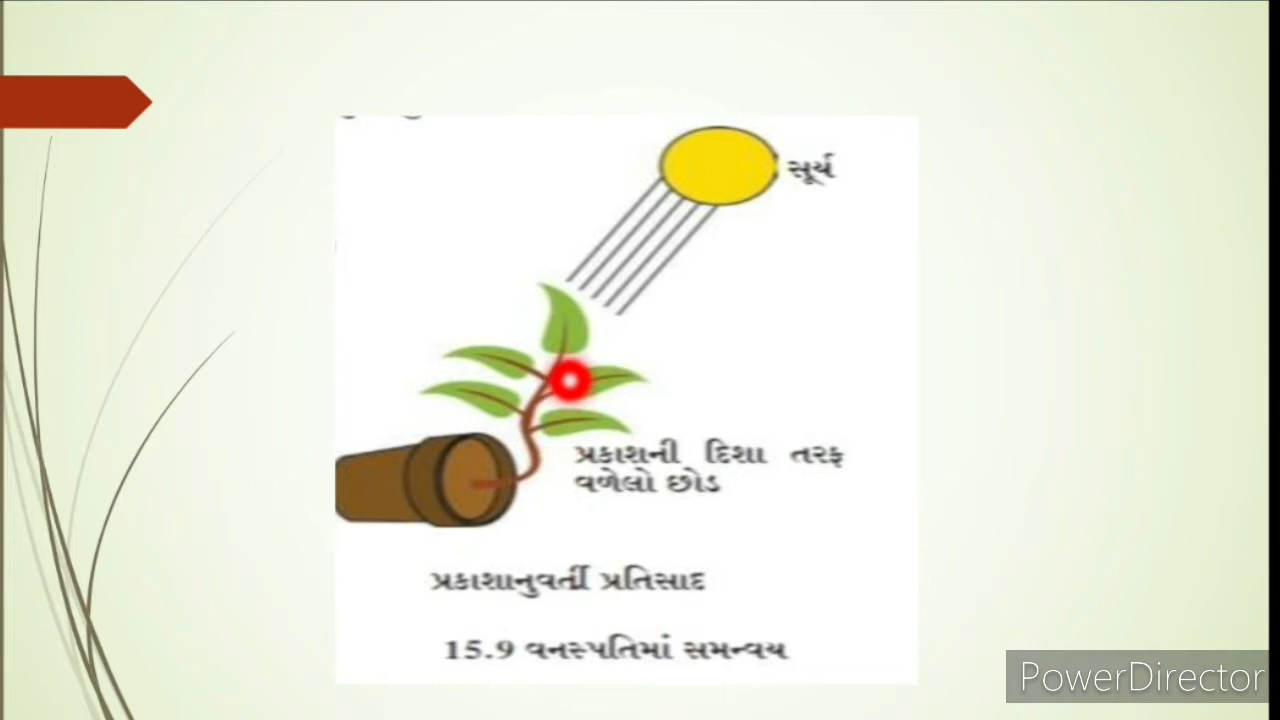 સૂર્ય
પ્રકાશની દિશા તરફ
વળેલો છોડ
પ્રકાશાનુવર્તી પ્રતિસાદ
15.9 વનસ્પતિમાં સમન્વય
PowerDirector